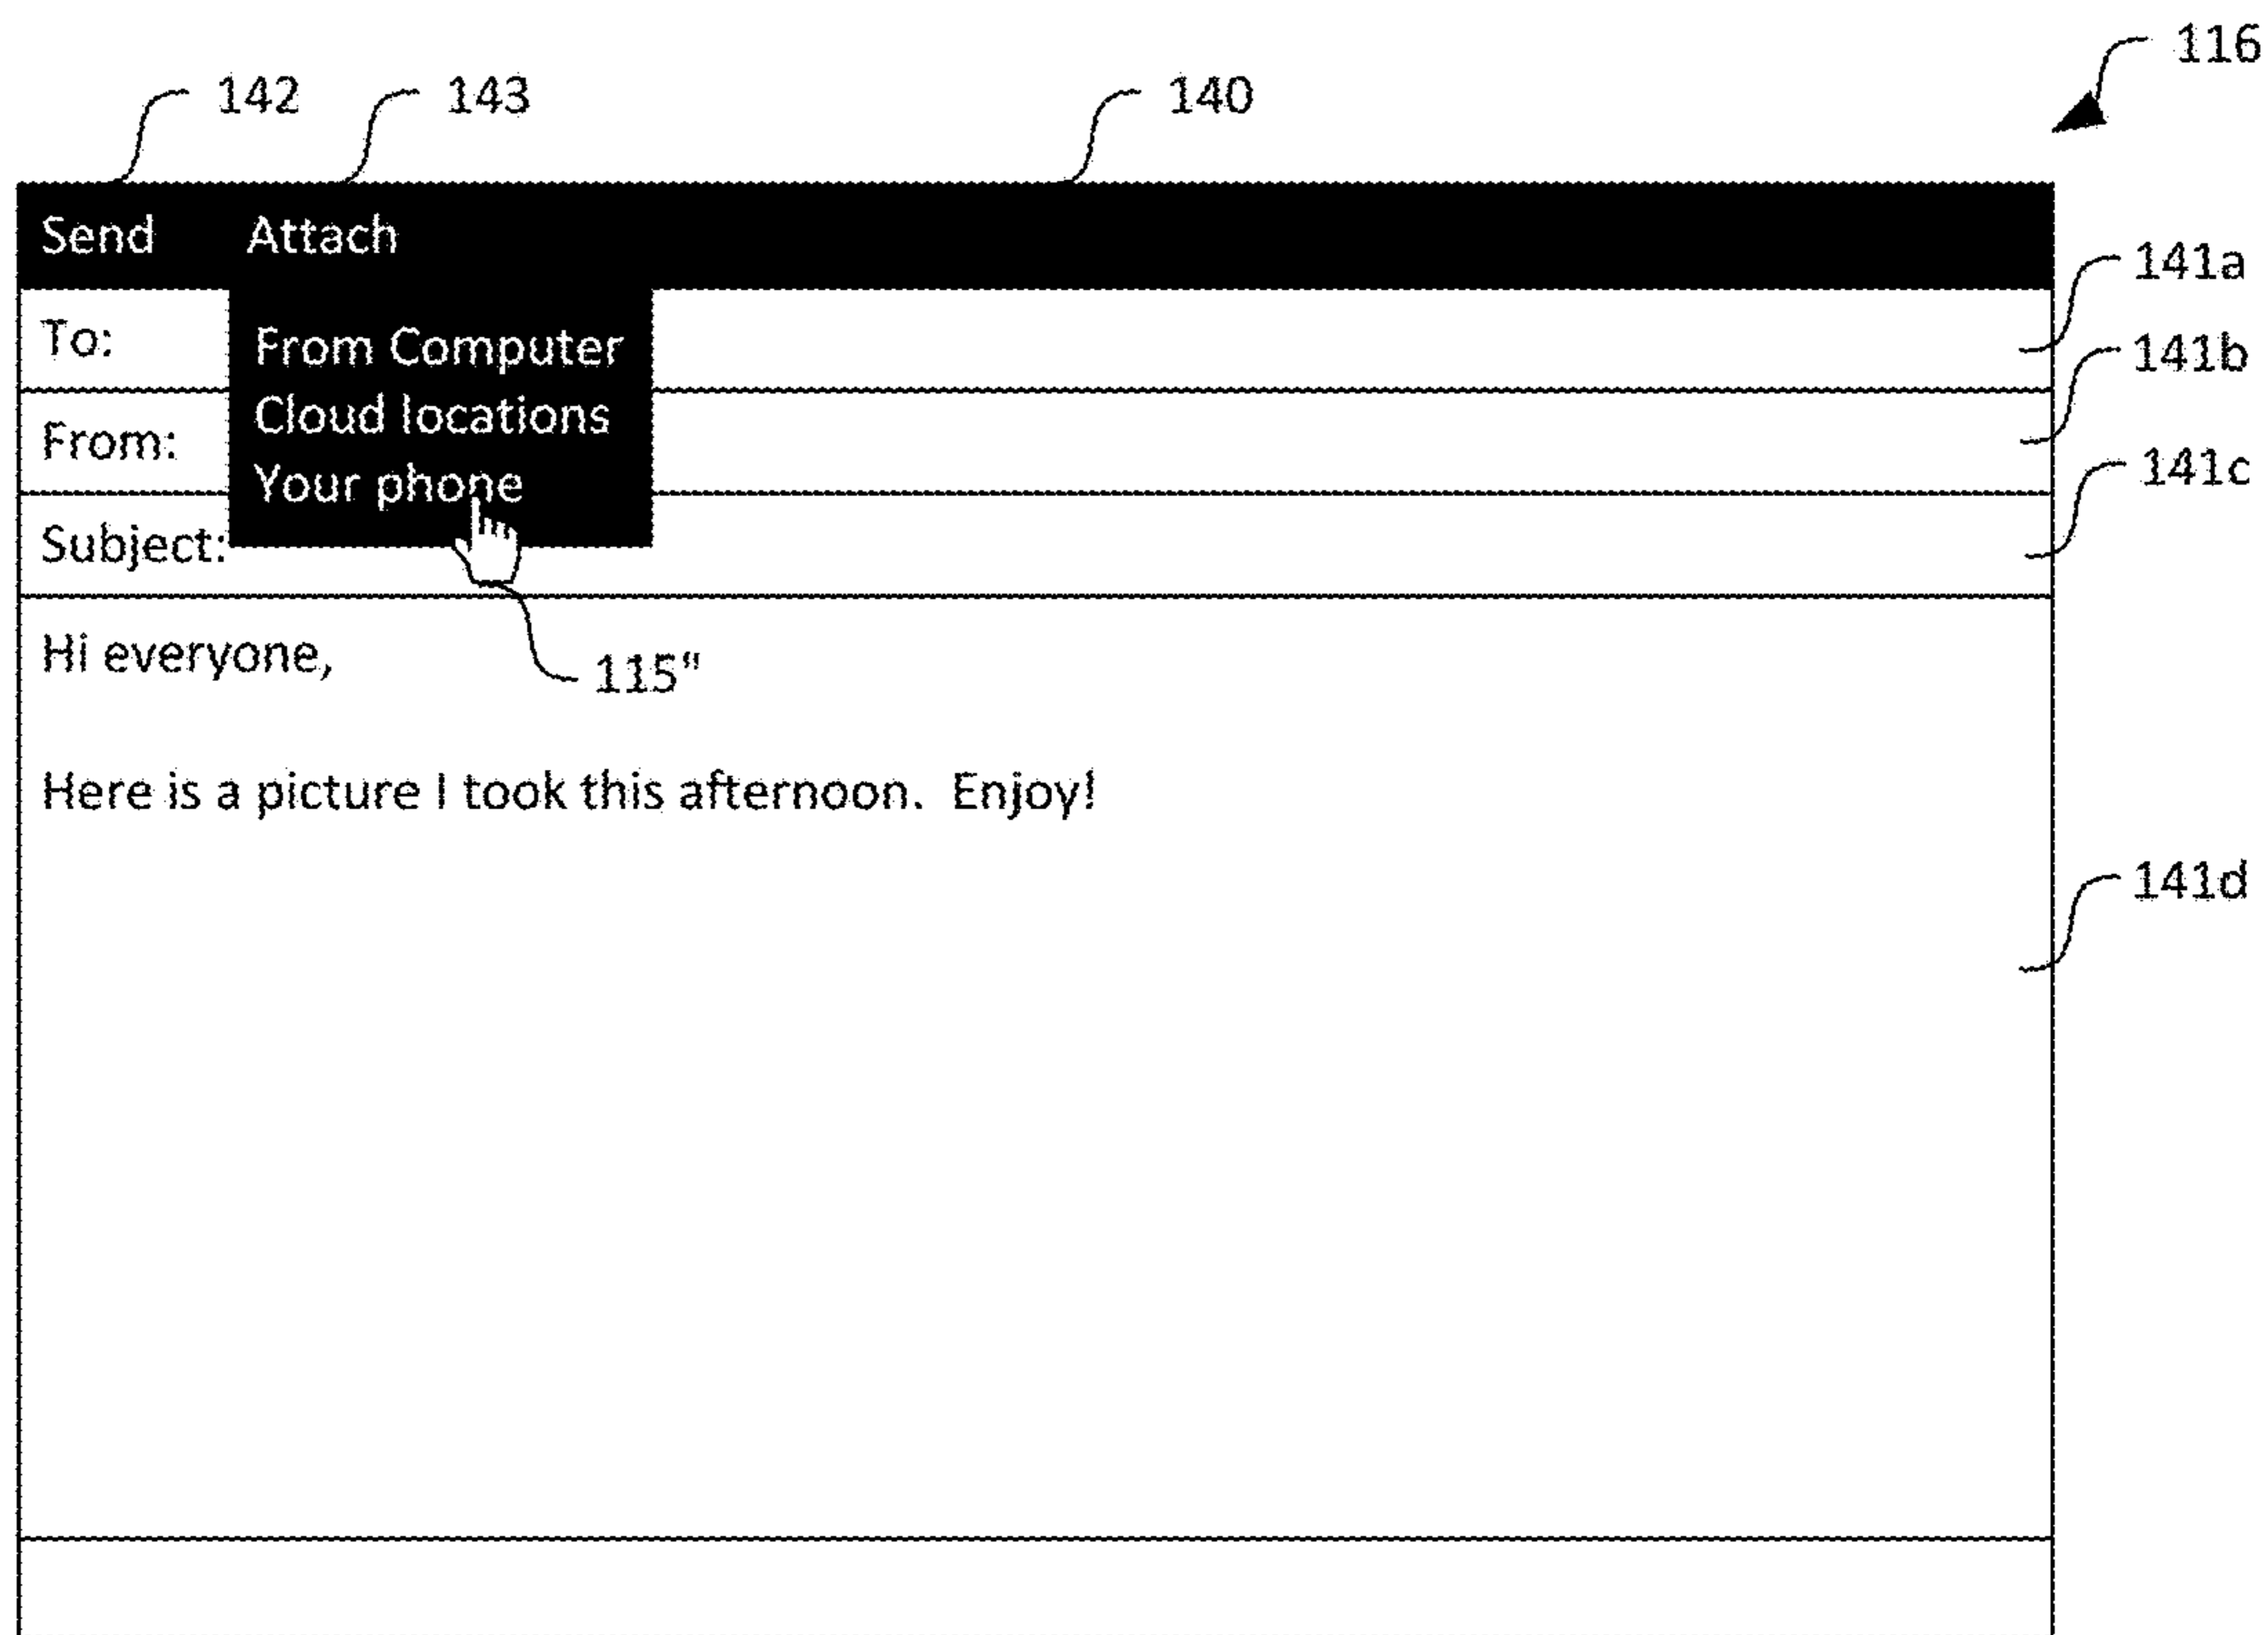 116
142 143 140
Send Attach
141a
To: From Computer
141b
Cloud locations
From:
Your phone
141c
Subject:
Hi everyone,
115"
Here is a picture I took this afternoon. Enjoy!
141d